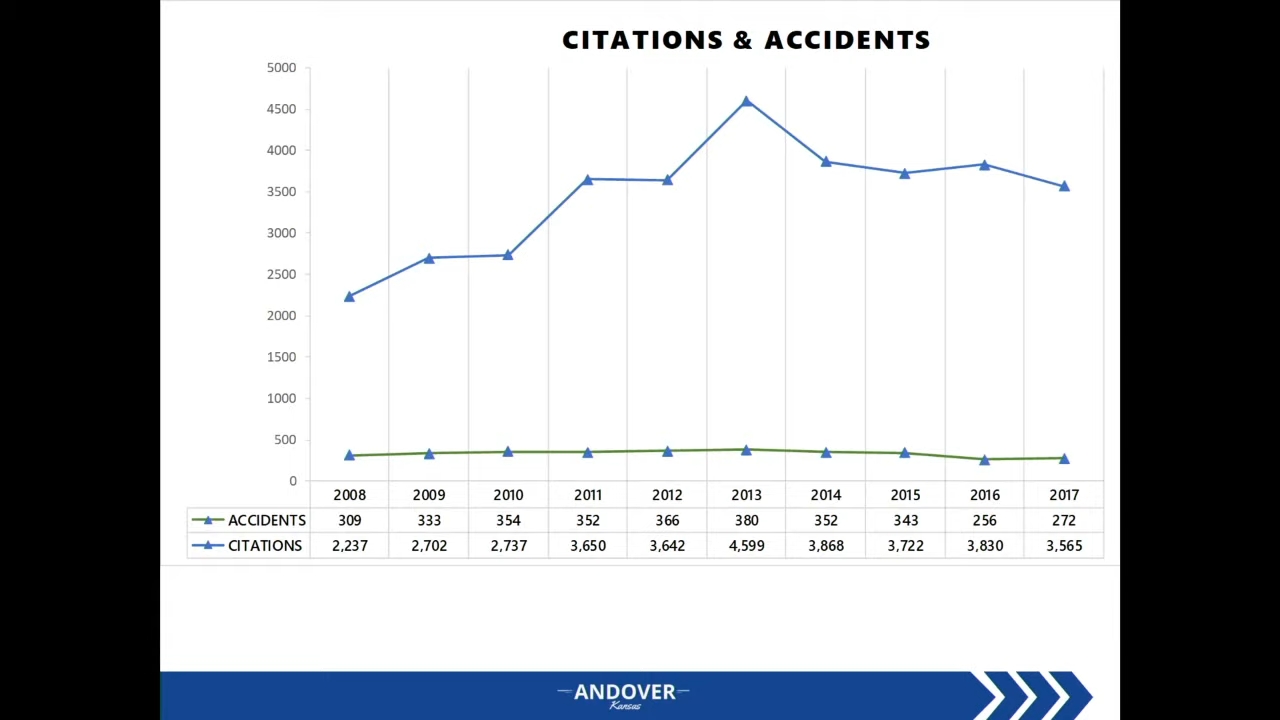 CITATIONS & ACCIDENTS
5000
4500
4000
3500
3000
2500
2000
1500
1000
500
0
2008 2009 2010 2011 2012 2013 2014 2015 2016 2017
ACCIDENTS 309 333 354 352 366 380 352 343 256 272
CITATIONS 2,237 2,702 2,737 3,650 3,642 4,599 3,868 3,722 3,830 3,565
ANDOVER
Kansas